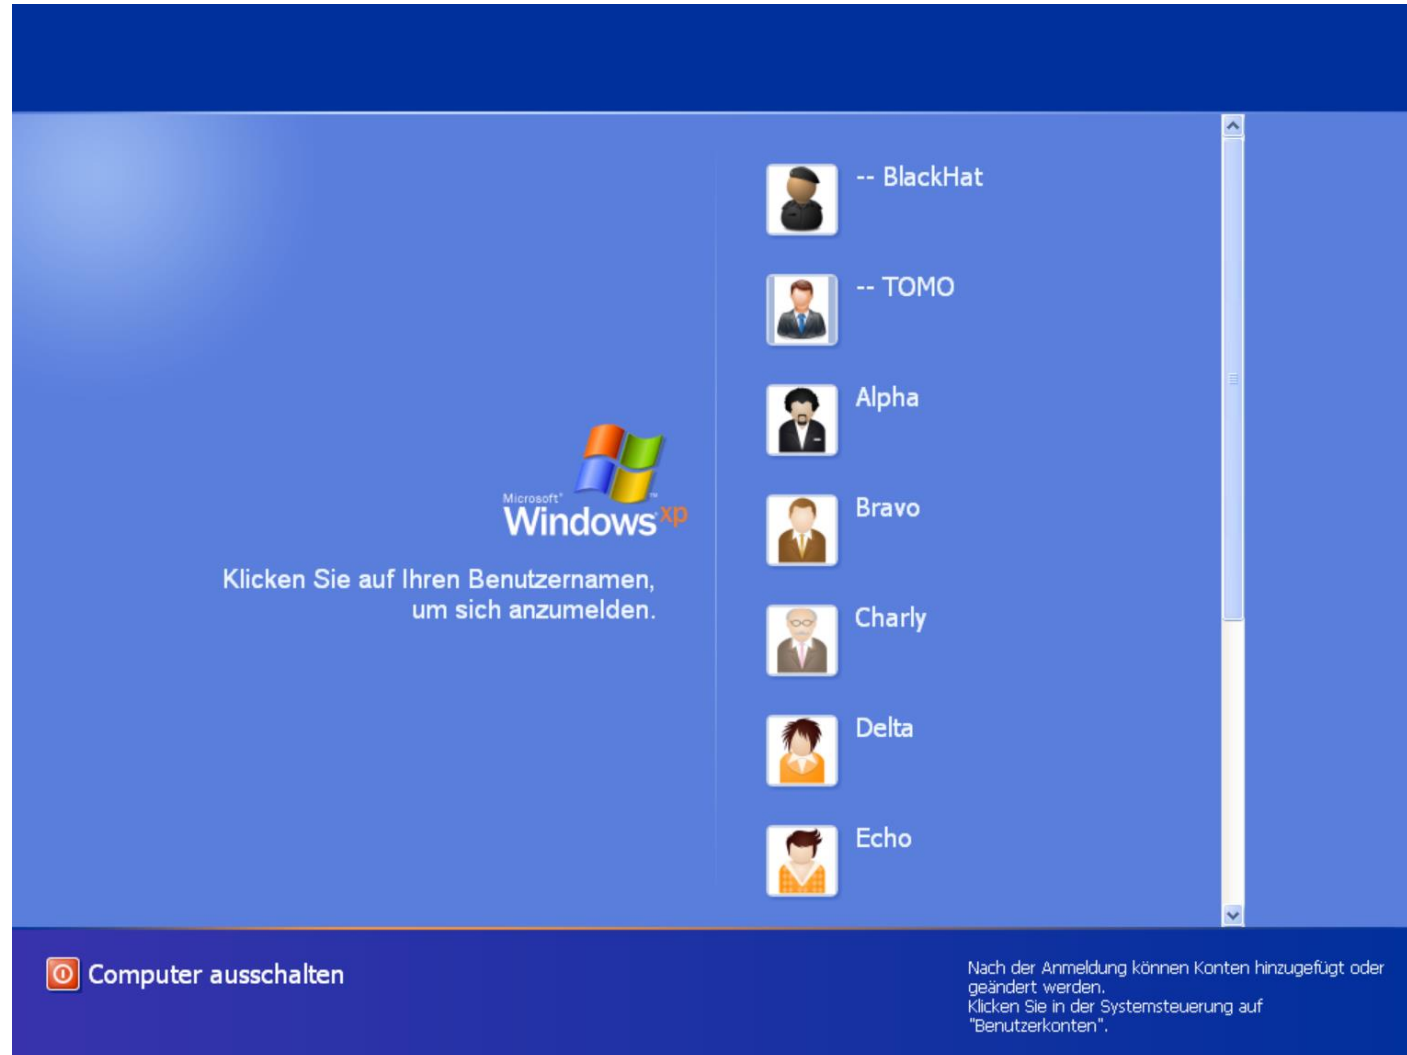 -- BlackHat
-- TOMO
Alpha
Bravo
Charly
Delta
Echo
Microsoft®
Windows xp™
Klicken Sie auf Ihren Benutzernamen,
um sich anzumelden.
Computer ausschalten
Nach der Anmeldung können Konten hinzugefügt oder
geändert werden.
Klicken Sie in der Systemsteuerung auf
"Benutzerkonten".